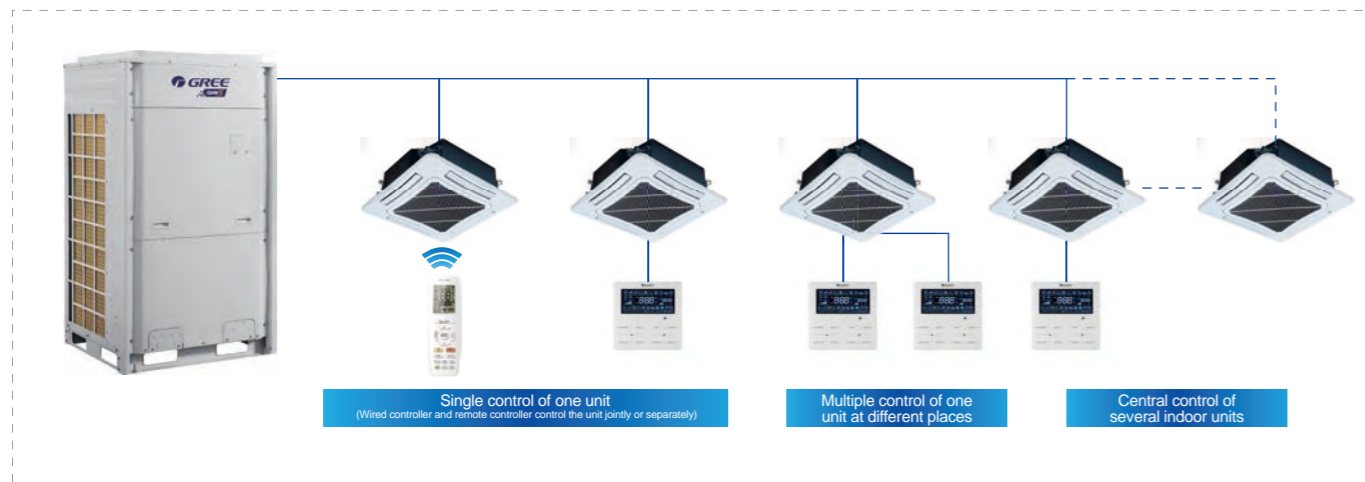 GREE
Single control of one unit
(Wired controller and remote controller control the unit jointly or separately)
Multiple control of one
unit at different places
Central control of
several indoor units